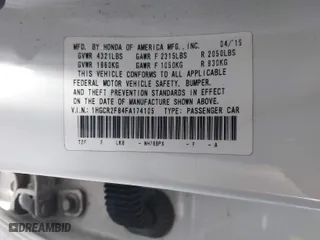 MFD. BY HONDA OF AMERICA MFG., INC. 04/15
GVWR 4321LBS GAWR F 2315LBS R 2050LBS
GVWR 1960KG GAWR F 1050KG R 930KG
THIS VEHICLE CONFORMS TO ALL APPLICABLE FEDERAL MOTOR
VEHICLE SAFETY, BUMPER, AND THEFT PREVENTION STANDARDS
IN EFFECT ON THE DATE OF MANUFACTURE SHOWN ABOVE.
V.I.N.: 1HGCR2F84FA174105 TYPE: PASSENGER CAR
F LKB - F - A
DREAMBID